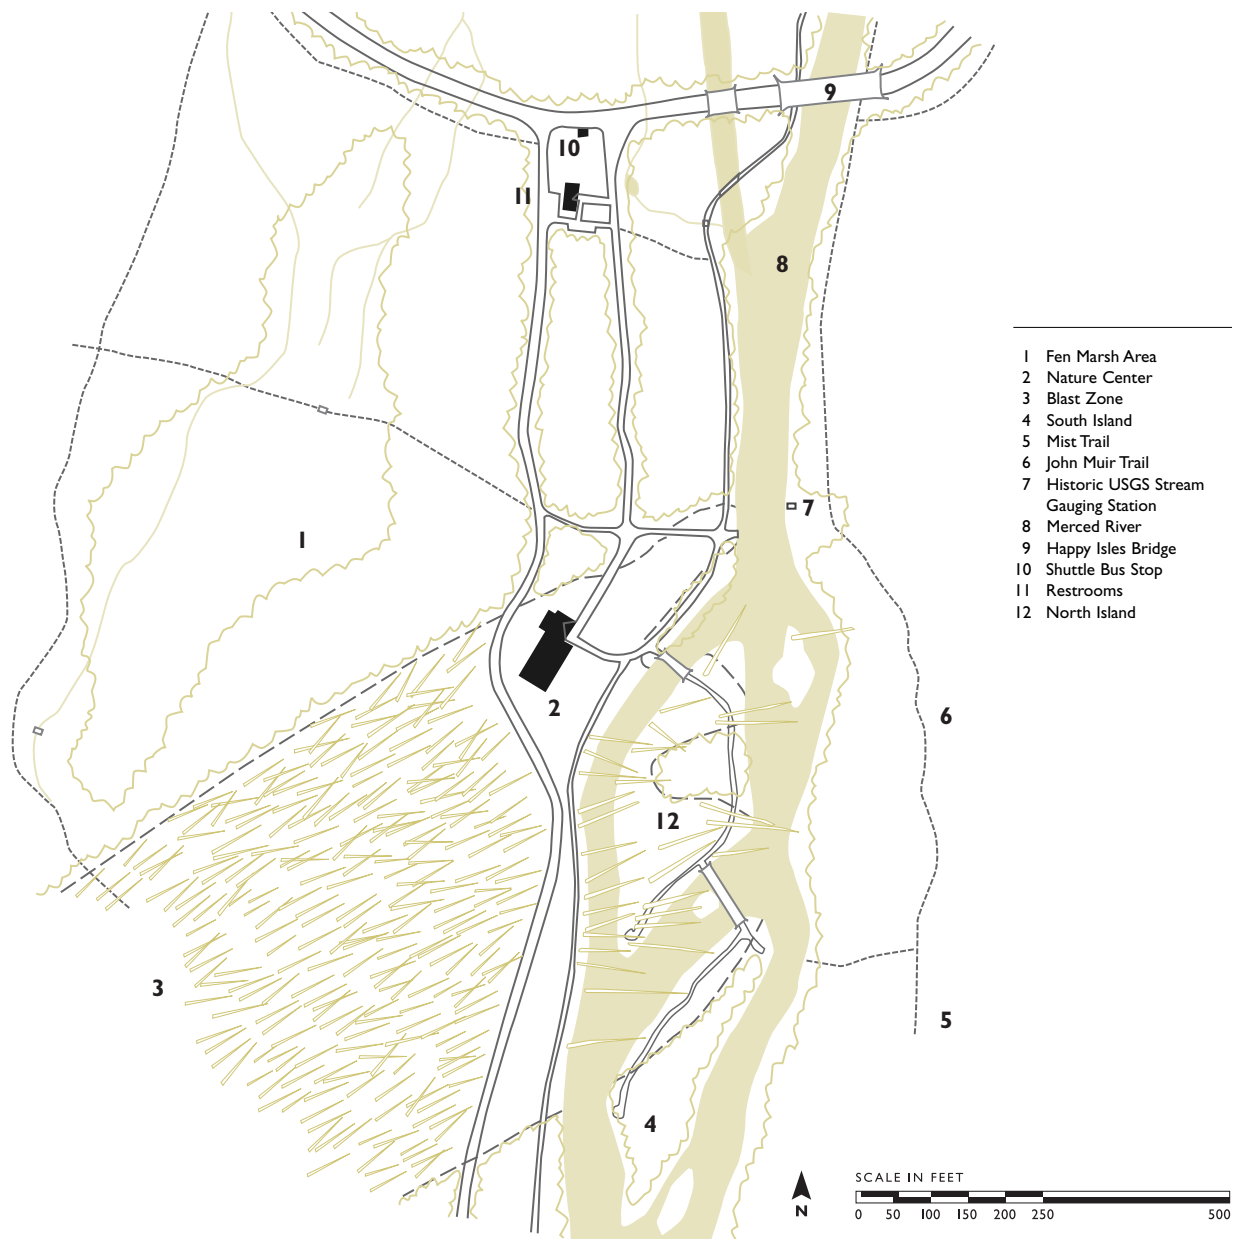 9
10
11
8
1 Fen Marsh Area
2 Nature Center
3 Blast Zone
4 South Island
5 Mist Trail
6 John Muir Trail
7 Historic USGS Stream
Gauging Station
8 Merced River
9 Happy Isles Bridge
10 Shuttle Bus Stop
11 Restrooms
12 North Island
7
1
2
6
12
3
5
4
N
SCALE IN FEET
0 50 100 150 200 250 500